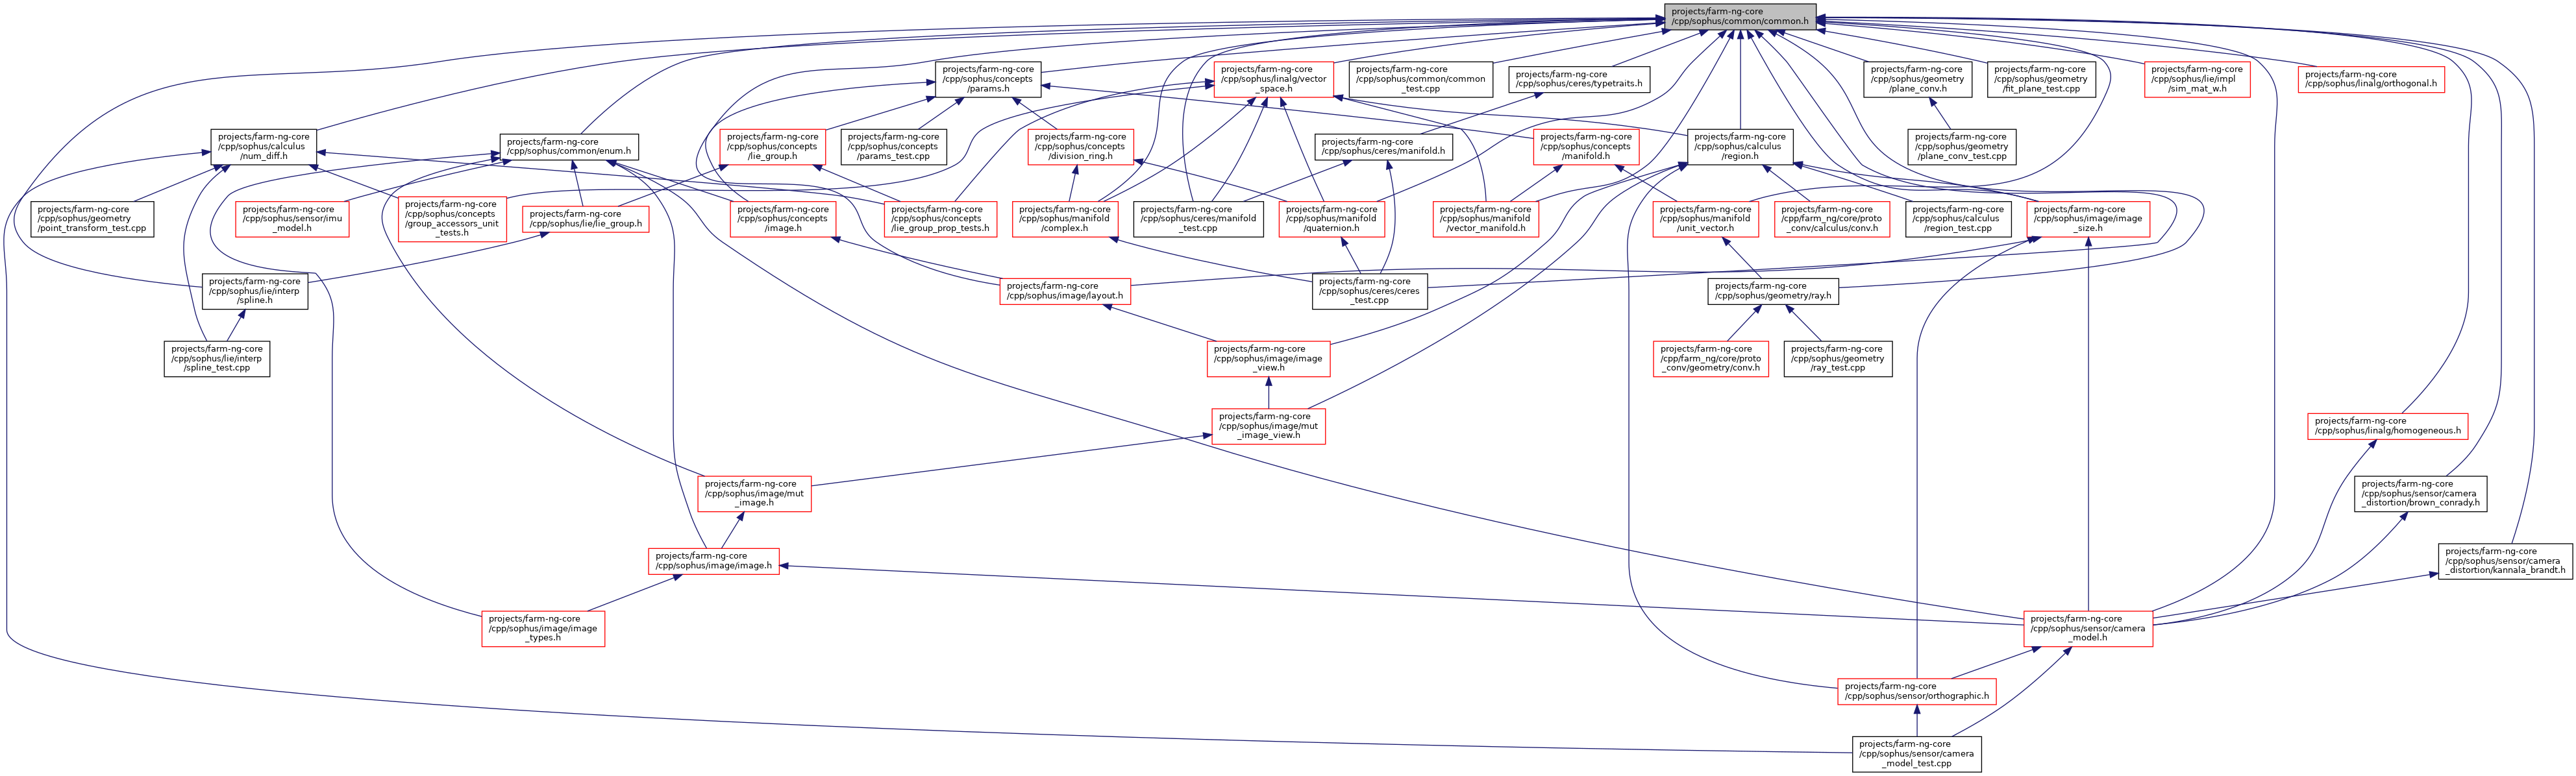 projects/farm-ng-core
/cpp/sophus/common/common.h
projects/farm-ng-core
/cpp/sophus/concepts
/params.h
projects/farm-ng-core
/cpp/sophus/linalg/vector
_space.h
projects/farm-ng-core
/cpp/sophus/common/common
_test.cpp
projects/farm-ng-core
/cpp/sophus/ceres/typetraits.h
projects/farm-ng-core
/cpp/sophus/geometry
/plane_conv.h
projects/farm-ng-core
/cpp/sophus/geometry
/fit_plane_test.cpp
projects/farm-ng-core
/cpp/sophus/lie/impl
/sim_mat_w.h
projects/farm-ng-core
/cpp/sophus/linalg/orthogonal.h
projects/farm-ng-core
/cpp/sophus/calculus
/num_diff.h
projects/farm-ng-core
/cpp/sophus/common/enum.h
projects/farm-ng-core
/cpp/sophus/concepts
/lie_group.h
projects/farm-ng-core
/cpp/sophus/concepts
/params_test.cpp
projects/farm-ng-core
/cpp/sophus/concepts
/division_ring.h
projects/farm-ng-core
/cpp/sophus/ceres/manifold.h
projects/farm-ng-core
/cpp/sophus/concepts
/manifold.h
projects/farm-ng-core
/cpp/sophus/calculus
/region.h
projects/farm-ng-core
/cpp/sophus/geometry
/plane_conv_test.cpp
projects/farm-ng-core
/cpp/sophus/geometry
/point_transform_test.cpp
projects/farm-ng-core
/cpp/sophus/sensor/imu
_model.h
projects/farm-ng-core
/cpp/sophus/concepts
/group_accessors_unit
_tests.h
projects/farm-ng-core
/cpp/sophus/lie/lie_group.h
projects/farm-ng-core
/cpp/sophus/concepts
/image.h
projects/farm-ng-core
/cpp/sophus/concepts
/lie_group_prop_tests.h
projects/farm-ng-core
/cpp/sophus/manifold
/complex.h
projects/farm-ng-core
/cpp/sophus/ceres/manifold
_test.cpp
projects/farm-ng-core
/cpp/sophus/manifold
/quaternion.h
projects/farm-ng-core
/cpp/sophus/manifold
/vector_manifold.h
projects/farm-ng-core
/cpp/sophus/manifold
/unit_vector.h
projects/farm-ng-core
/cpp/farm_ng/core/proto
_conv/calculus/conv.h
projects/farm-ng-core
/cpp/sophus/calculus
/region_test.cpp
projects/farm-ng-core
/cpp/sophus/image/image
_size.h
projects/farm-ng-core
/cpp/sophus/lie/interp
/spline.h
projects/farm-ng-core
/cpp/sophus/image/layout.h
projects/farm-ng-core
/cpp/sophus/ceres/ceres
_test.cpp
projects/farm-ng-core
/cpp/sophus/geometry/ray.h
projects/farm-ng-core
/cpp/sophus/lie/interp
/spline_test.cpp
projects/farm-ng-core
/cpp/sophus/image/image
_view.h
projects/farm-ng-core
/cpp/farm_ng/core/proto
_conv/geometry/conv.h
projects/farm-ng-core
/cpp/sophus/geometry
/ray_test.cpp
projects/farm-ng-core
/cpp/sophus/image/mut
_image_view.h
projects/farm-ng-core
/cpp/sophus/linalg/homogeneous.h
projects/farm-ng-core
/cpp/sophus/image/mut
_image.h
projects/farm-ng-core
/cpp/sophus/sensor/camera
_distortion/brown_conrady.h
projects/farm-ng-core
/cpp/sophus/image/image.h
projects/farm-ng-core
/cpp/sophus/sensor/camera
_distortion/kannala_brandt.h
projects/farm-ng-core
/cpp/sophus/image/image
_types.h
projects/farm-ng-core
/cpp/sophus/sensor/camera
_model.h
projects/farm-ng-core
/cpp/sophus/sensor/orthographic.h
projects/farm-ng-core
/cpp/sophus/sensor/camera
_model_test.cpp